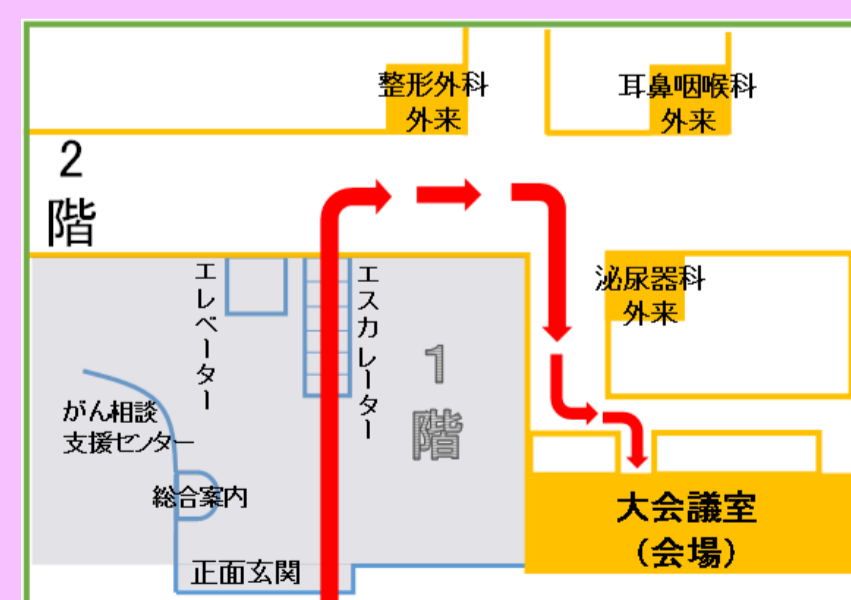 整形外科
外来
耳鼻咽喉科
外来
2
階
エレベーター
エスカレーター
泌尿器科
外来
1
階
がん相談
支援センター
総合案内
大会議室
(会場)
正面玄関